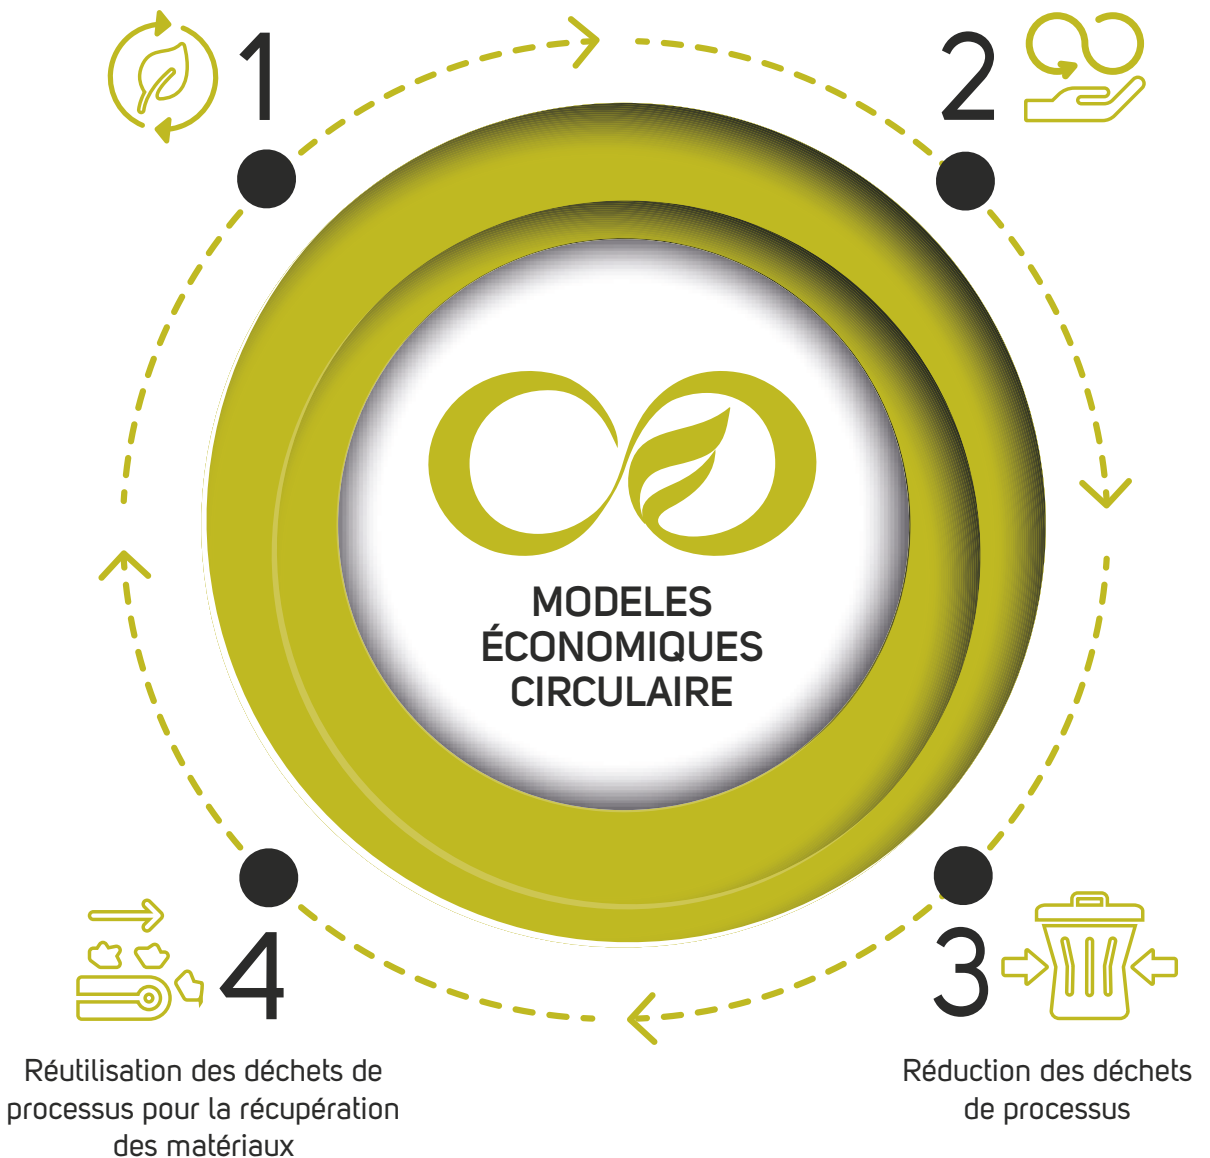 1
2
MODELES
ÉCONOMIQUES
CIRCULAIRE
4
3
Réutilisation des déchets de
processus pour la récupération
des matériaux
Réduction des déchets
de processus